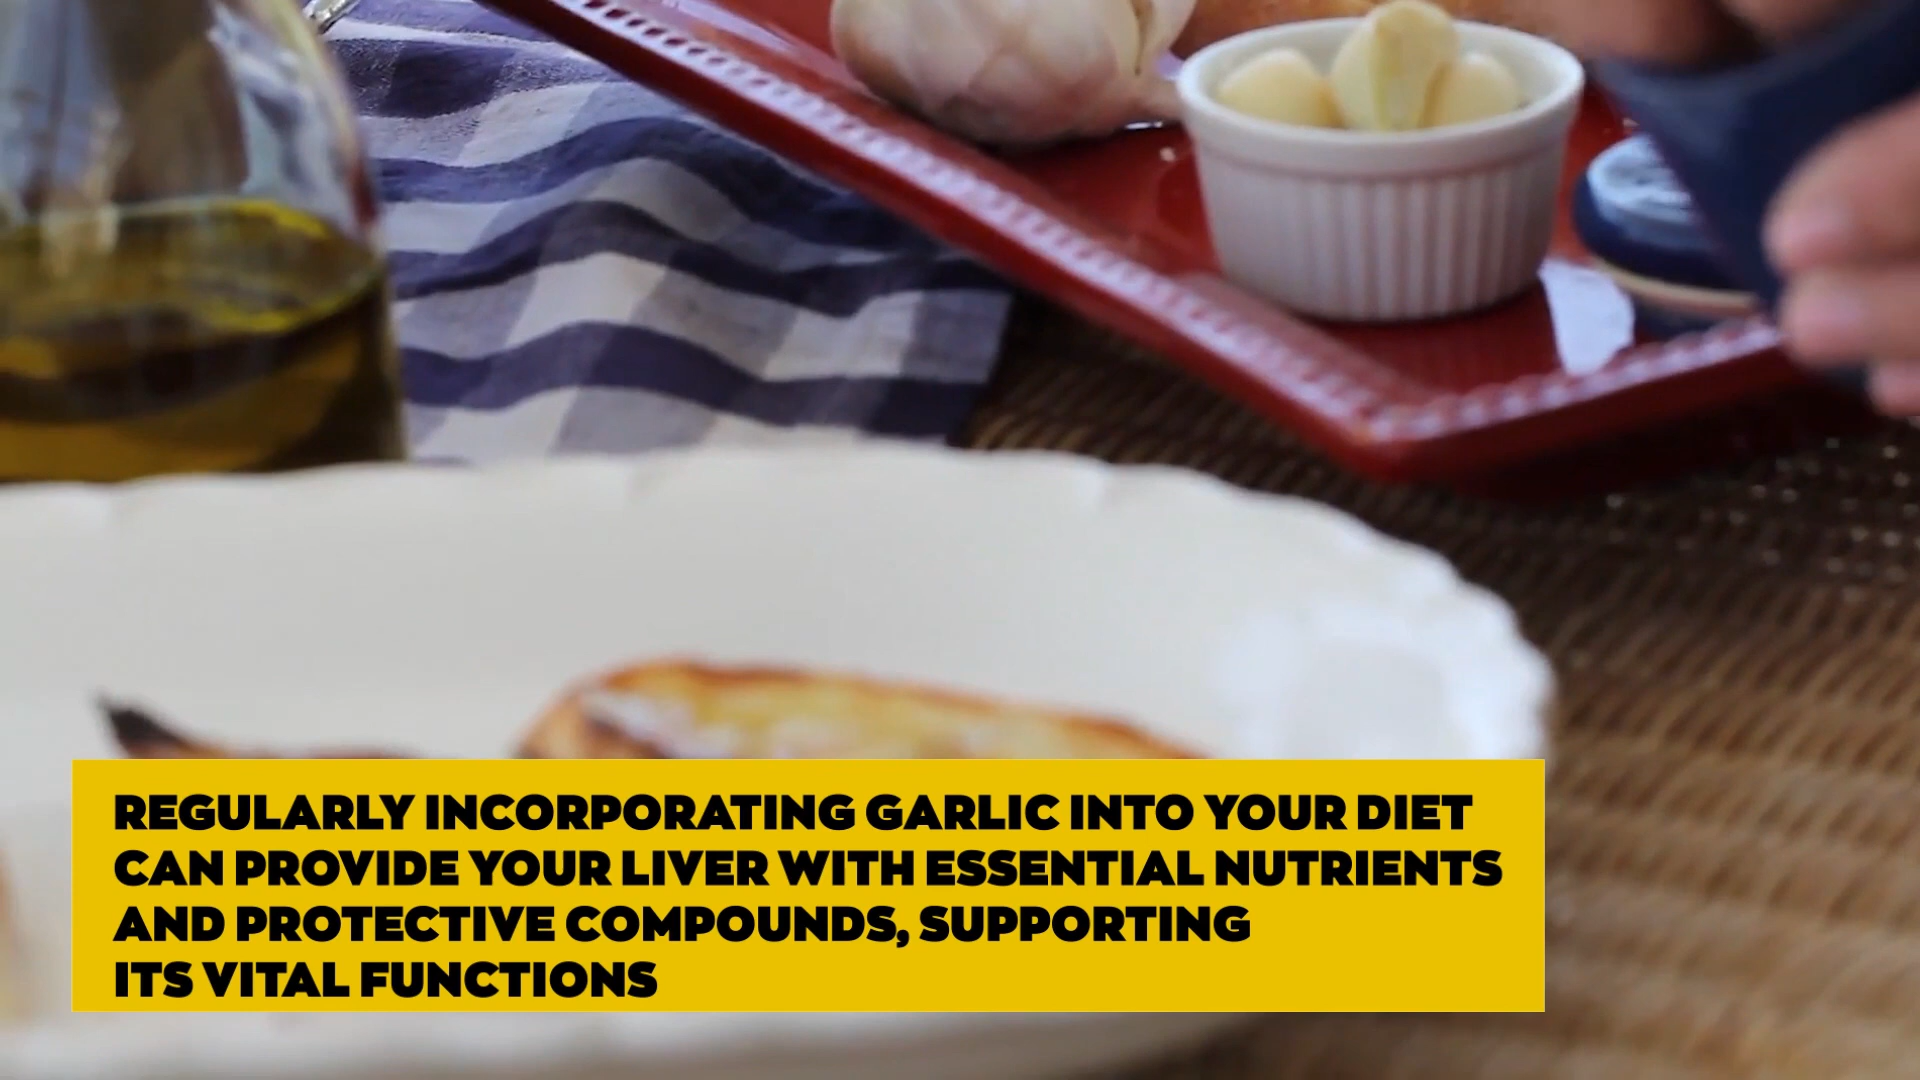 REGULARLY INCORPORATING GARLIC INTO YOUR DIET
CAN PROVIDE YOUR LIVER WITH ESSENTIAL NUTRIENTS
AND PROTECTIVE COMPOUNDS, SUPPORTING
ITS VITAL FUNCTIONS